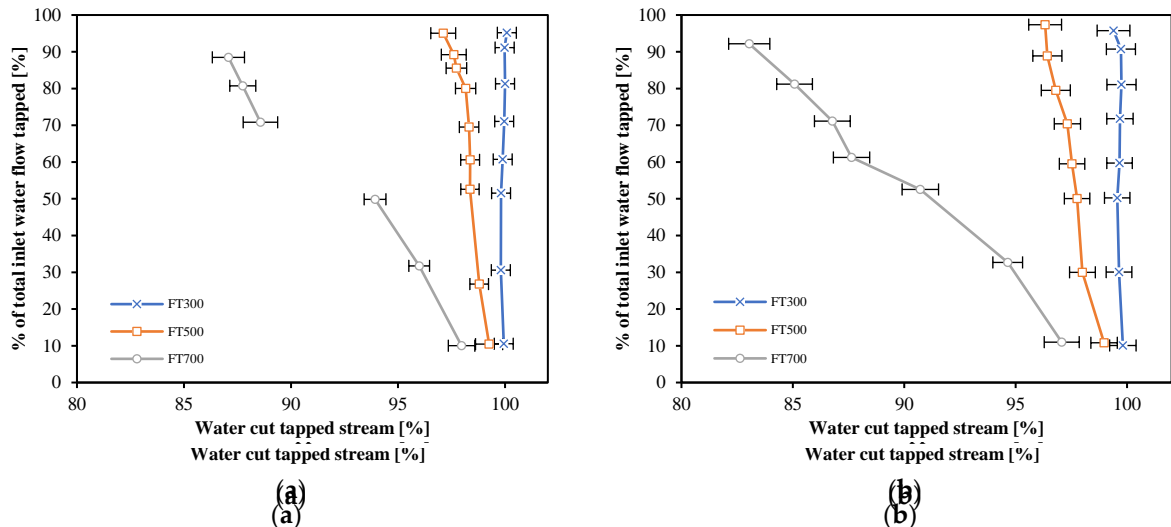 % of total inlet water flow tapped [%]
100
90
80
70
60
50
40
30
20
10
0
FT300
FT500
FT700
80 85 90 95 100
Water cut tapped stream [%]
Water cut tapped stream [%]
(a)
(a)
(a)
% of total inlet water flow tapped [%]
100
90
80
70
60
50
40
30
20
10
0
FT300
FT500
FT700
80 85 90 95 100
Water cut tapped stream [%]
Water cut tapped stream [%]
(b)
(b)
(b)